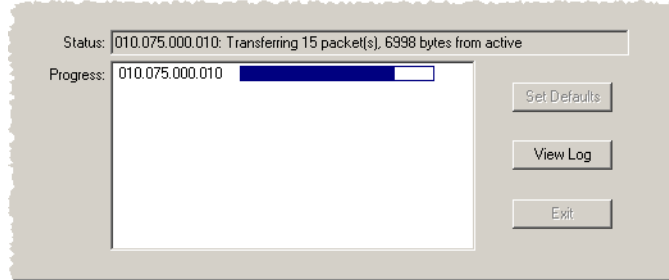 Status: 010.075.000.010: Transferring 15 packet(s), 6998 bytes from active
Progress: 010.075.000.010
Set Defaults
View Log
Exit